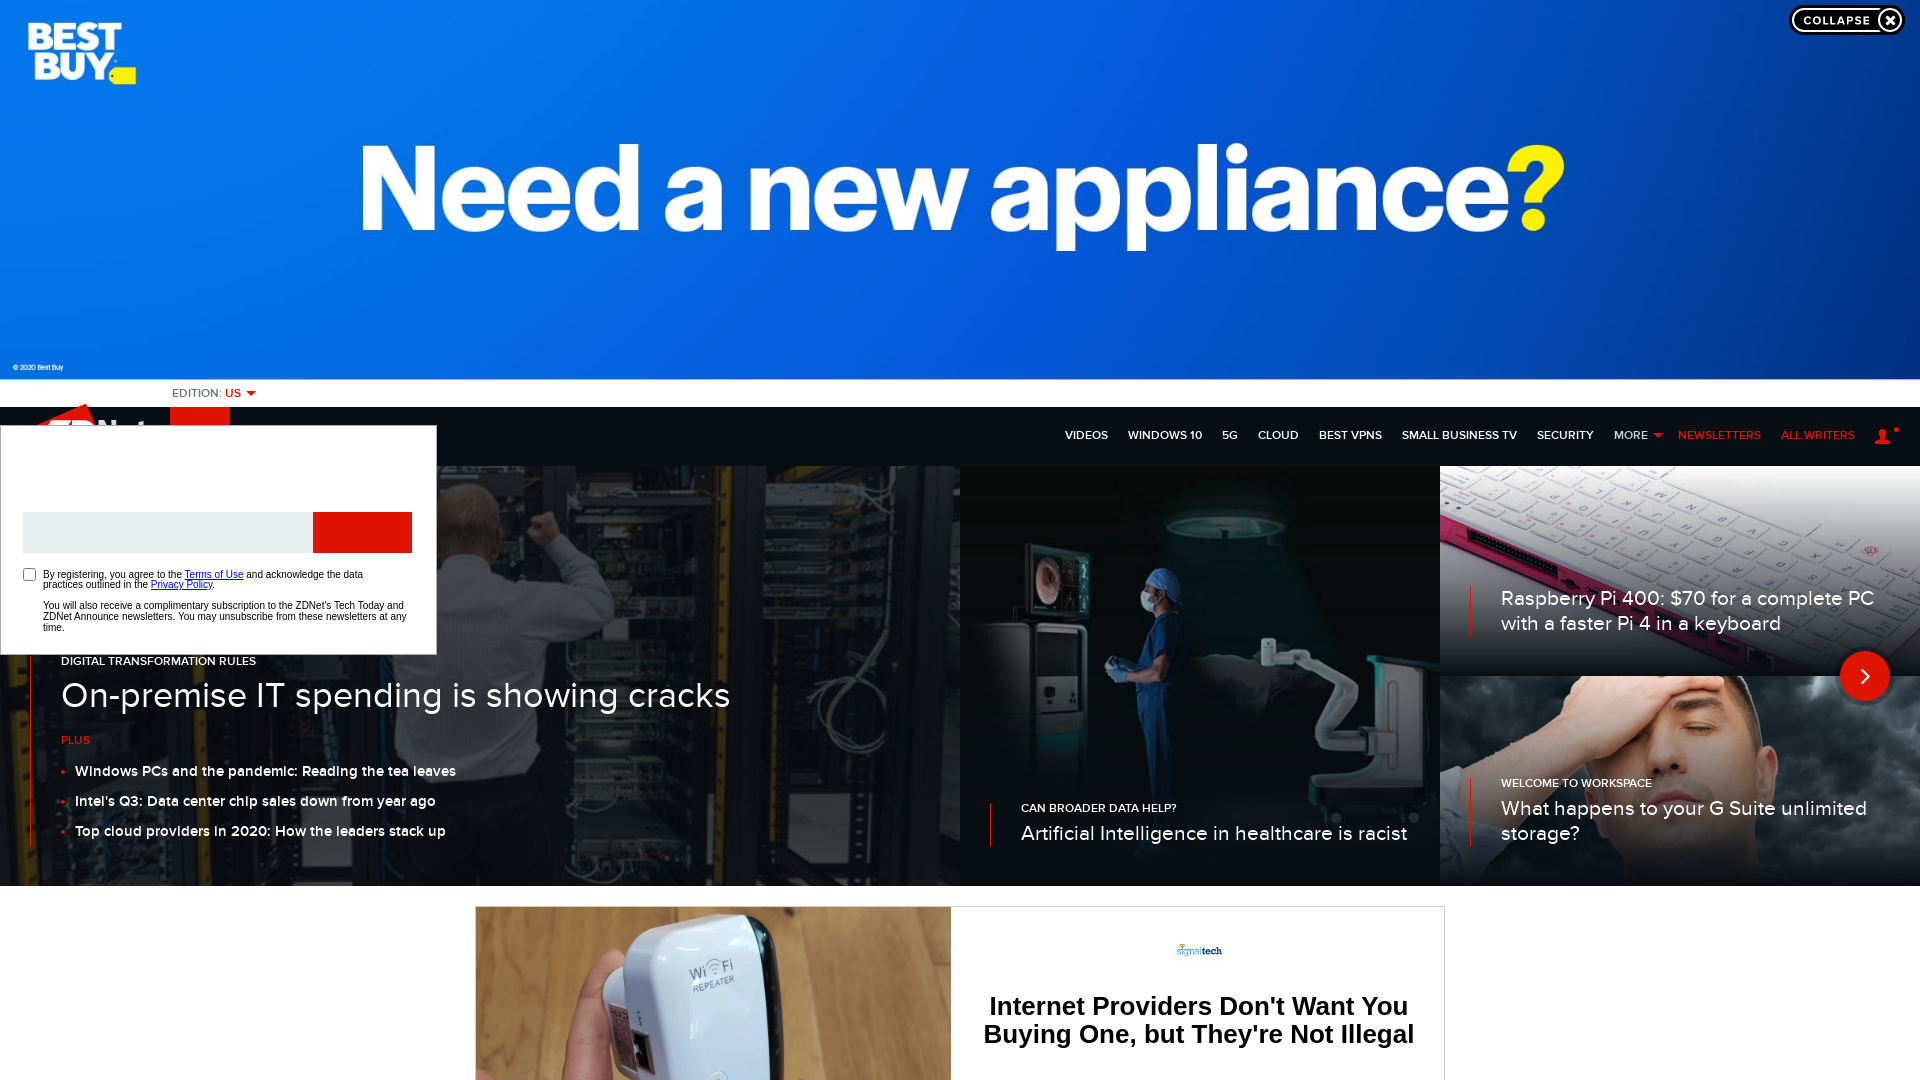 BEST
BUY
COLLAPSE
Need a new appliance?
© 2020 Best Buy
EDITION: US
VIDEOS WINDOWS 10 5G CLOUD BEST VPNS SMALL BUSINESS TV SECURITY MORE NEWSLETTERS ALL WRITERS
By registering, you agree to the Terms of Use and acknowledge the data
practices outlined in the Privacy Policy.
You will also receive a complimentary subscription to the ZDNet's Tech Today and
ZDNet Announce newsletters. You may unsubscribe from these newsletters at any
time.
DIGITAL TRANSFORMATION RULES
On-premise IT spending is showing cracks
PLUS
Windows PCs and the pandemic: Reading the tea leaves
Intel's Q3: Data center chip sales down from year ago
Top cloud providers in 2020: How the leaders stack up
CAN BROADER DATA HELP?
Artificial Intelligence in healthcare is racist
Raspberry Pi 400: $70 for a complete PC
with a faster Pi 4 in a keyboard
WELCOME TO WORKSPACE
What happens to your G Suite unlimited
storage?
WiFi
REPEATER
LAN
signaltech
Internet Providers Don't Want You
Buying One, but They're Not Illegal